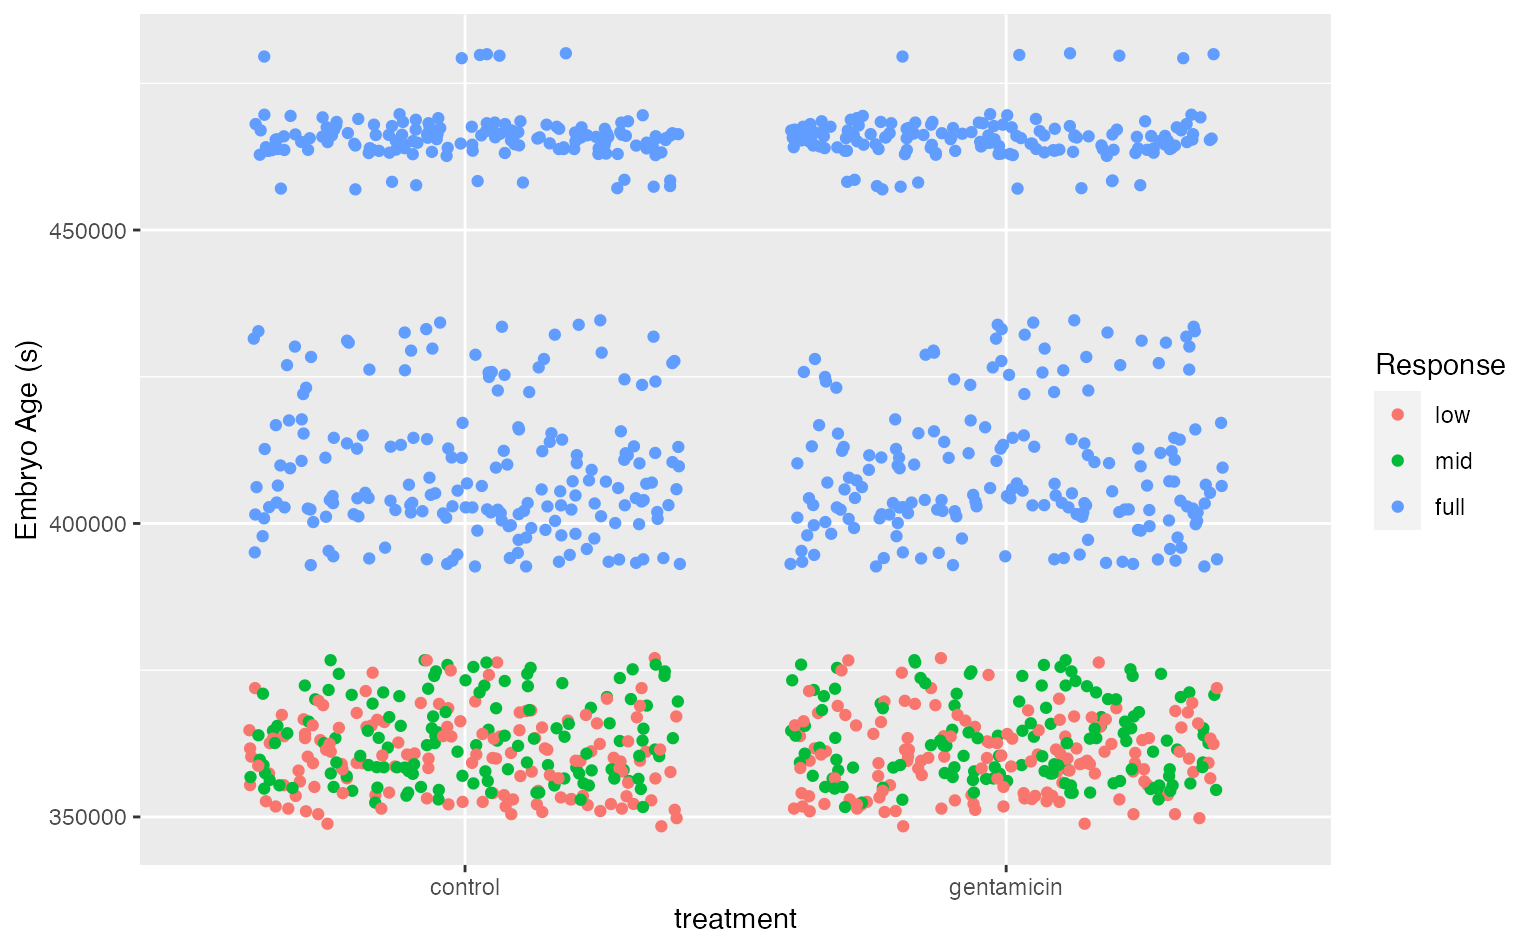 Embryo Age (s)
450000
400000
350000
control
gentamicin
treatment
Response
low
mid
full